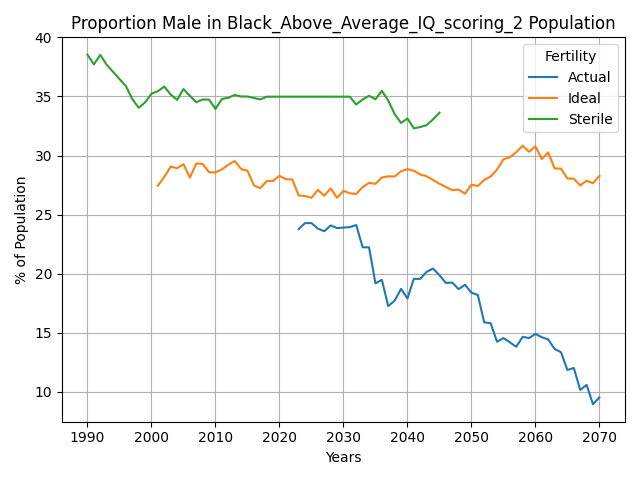 Proportion Male in Black_Above_Average_IQ_scoring_2 Population
% of Population
40
35
30
25
20
15
10
Fertility
Actual
Ideal
Sterile
1990 2000 2010 2020 2030 2040 2050 2060 2070
Years